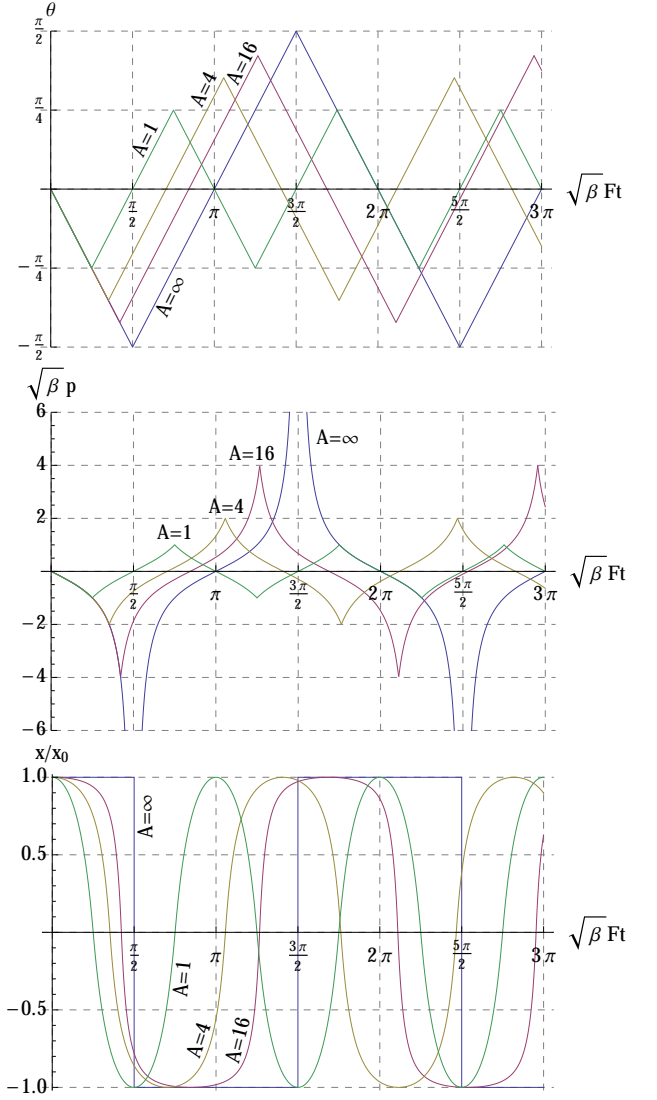 θ
π/2
π/4
−π/4
−π/2
A=1
A=4
A=16
A=∞
π/2
π
3π/2
2π
5π/2
3π
√β Ft
√β p
6
4
2
−2
−4
−6
A=1
A=4
A=16
A=∞
π/2
π
3π/2
2π
5π/2
3π
√β Ft
x/x₀
1.0
0.5
−0.5
−1.0
A=∞
A=1
A=4
A=16
π/2
π
3π/2
2π
5π/2
3π
√β Ft